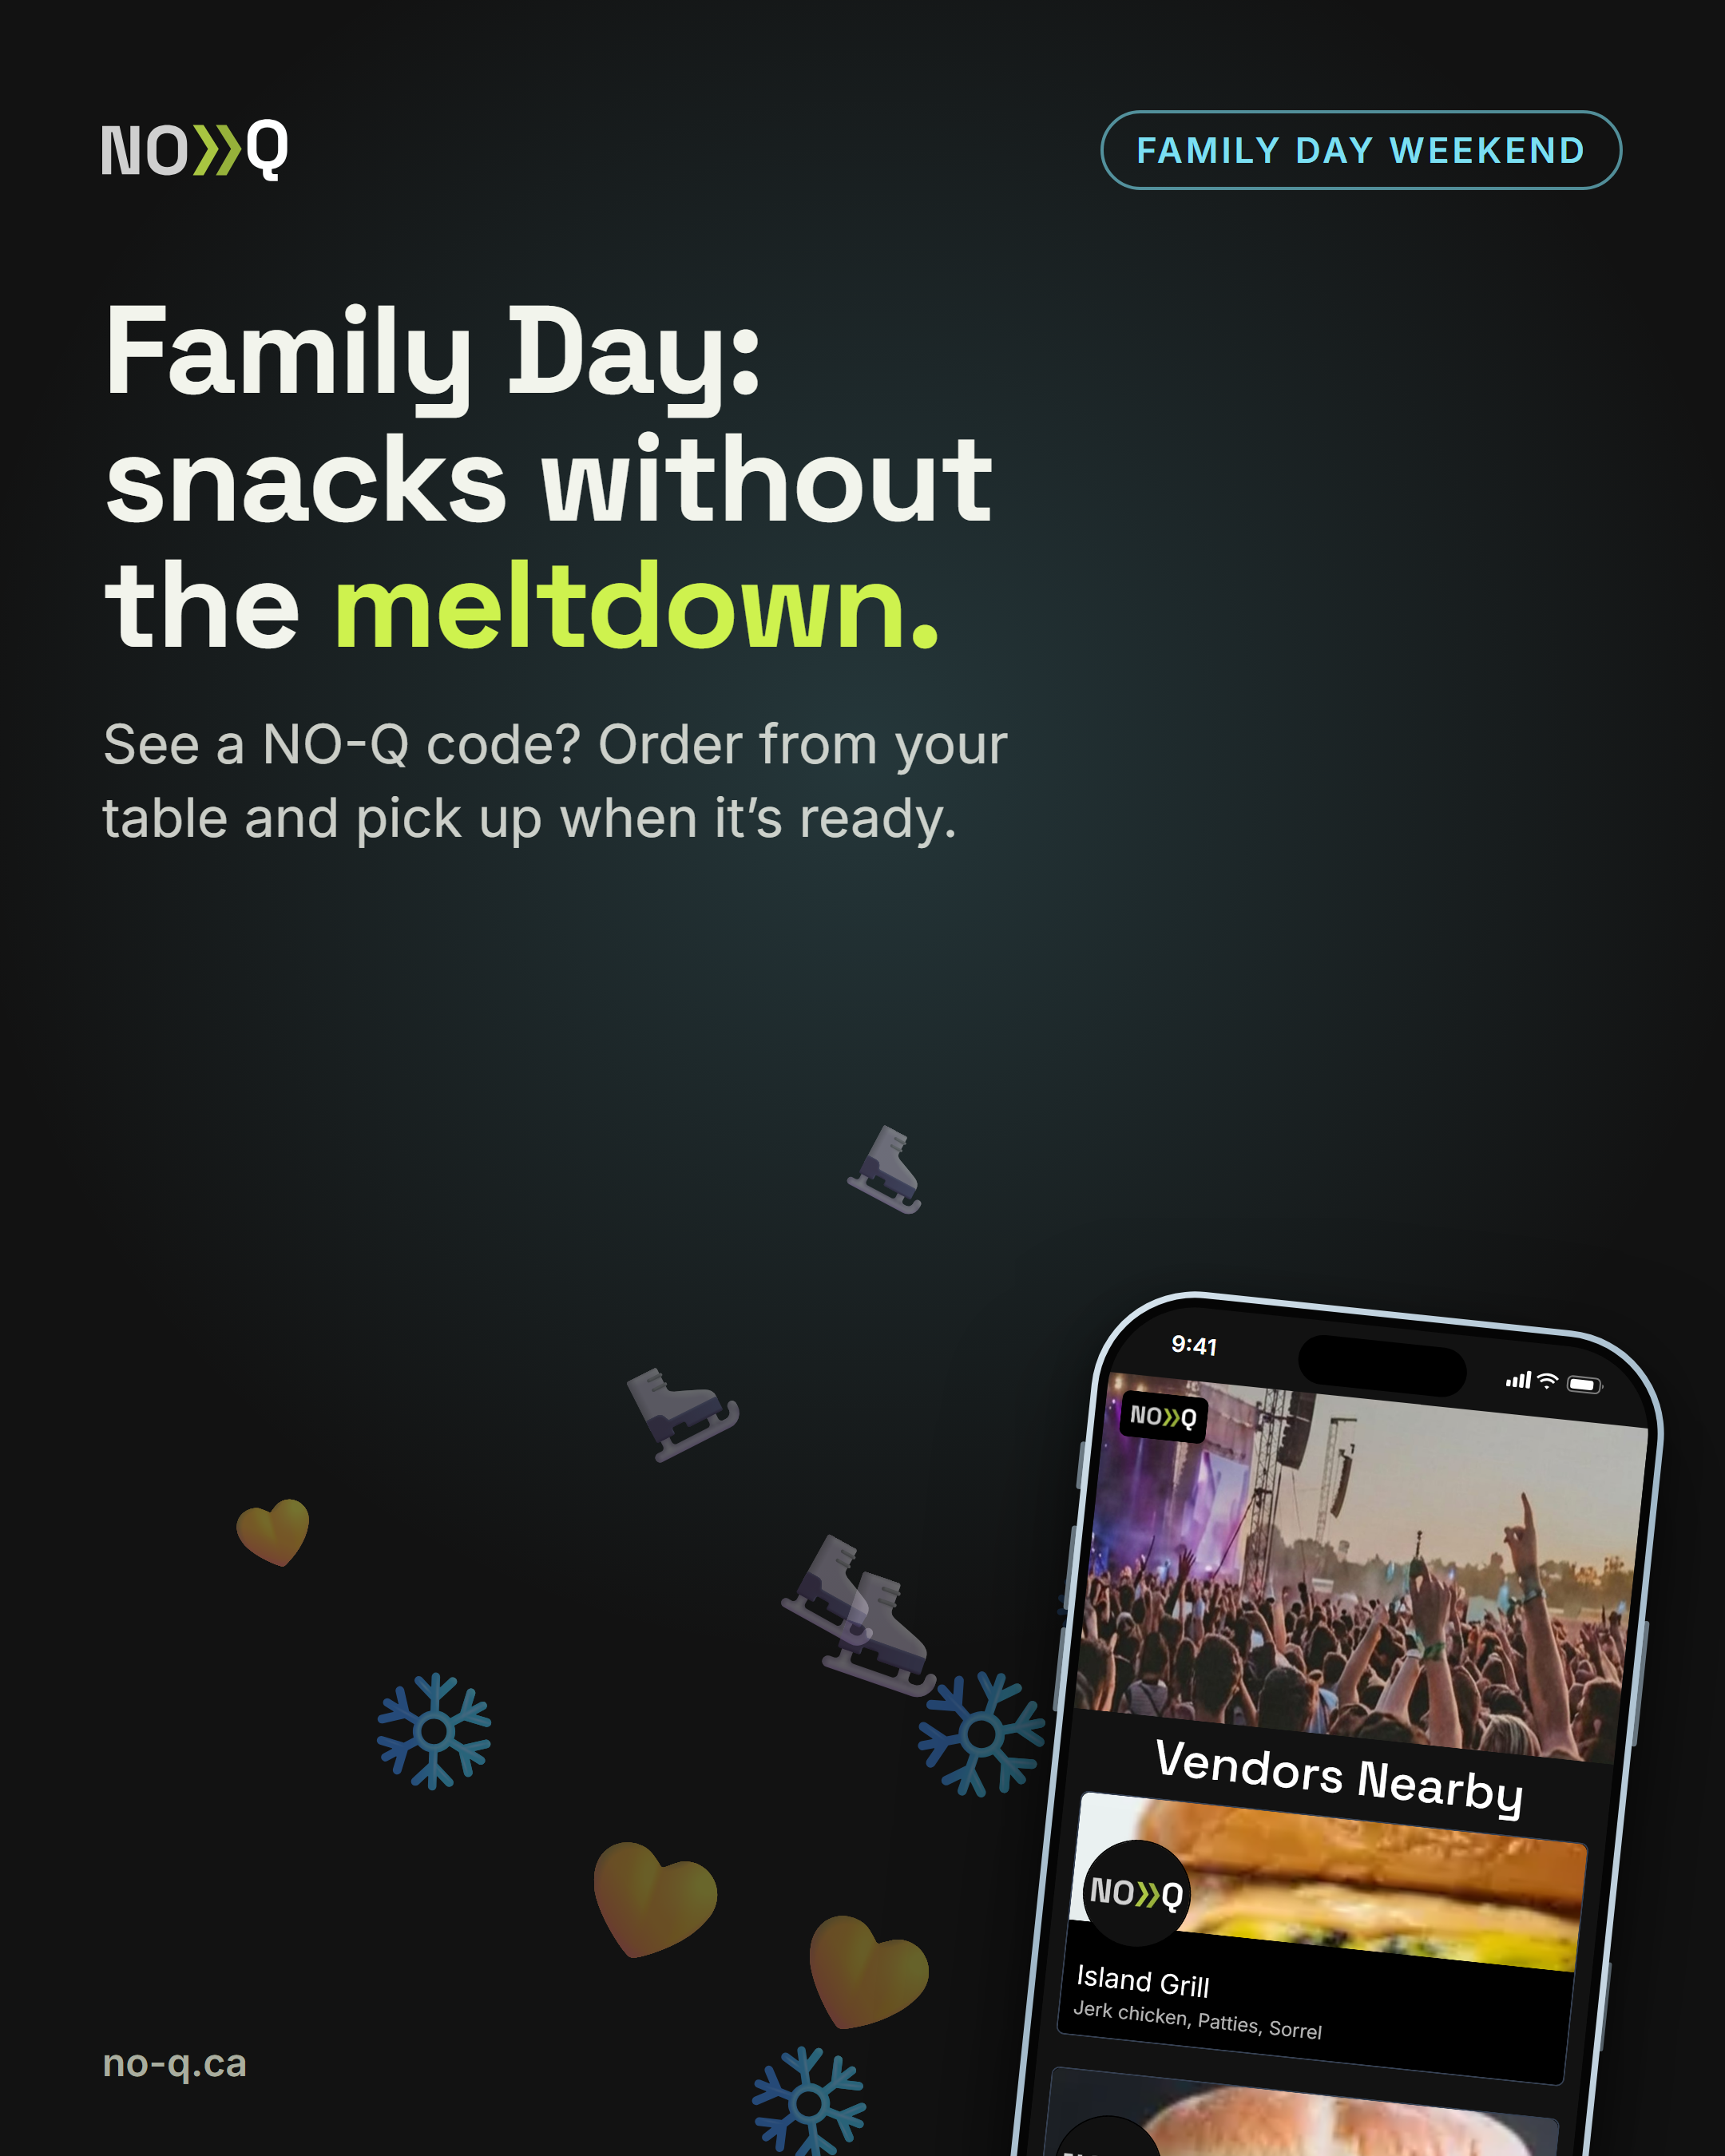 NO»Q
FAMILY DAY WEEKEND
Family Day:
snacks without
the meltdown.
See a NO-Q code? Order from your
table and pick up when it’s ready.
9:41
NO»Q
Vendors Nearby
NO»Q
Island Grill
Jerk chicken, Patties, Sorrel
no-q.ca